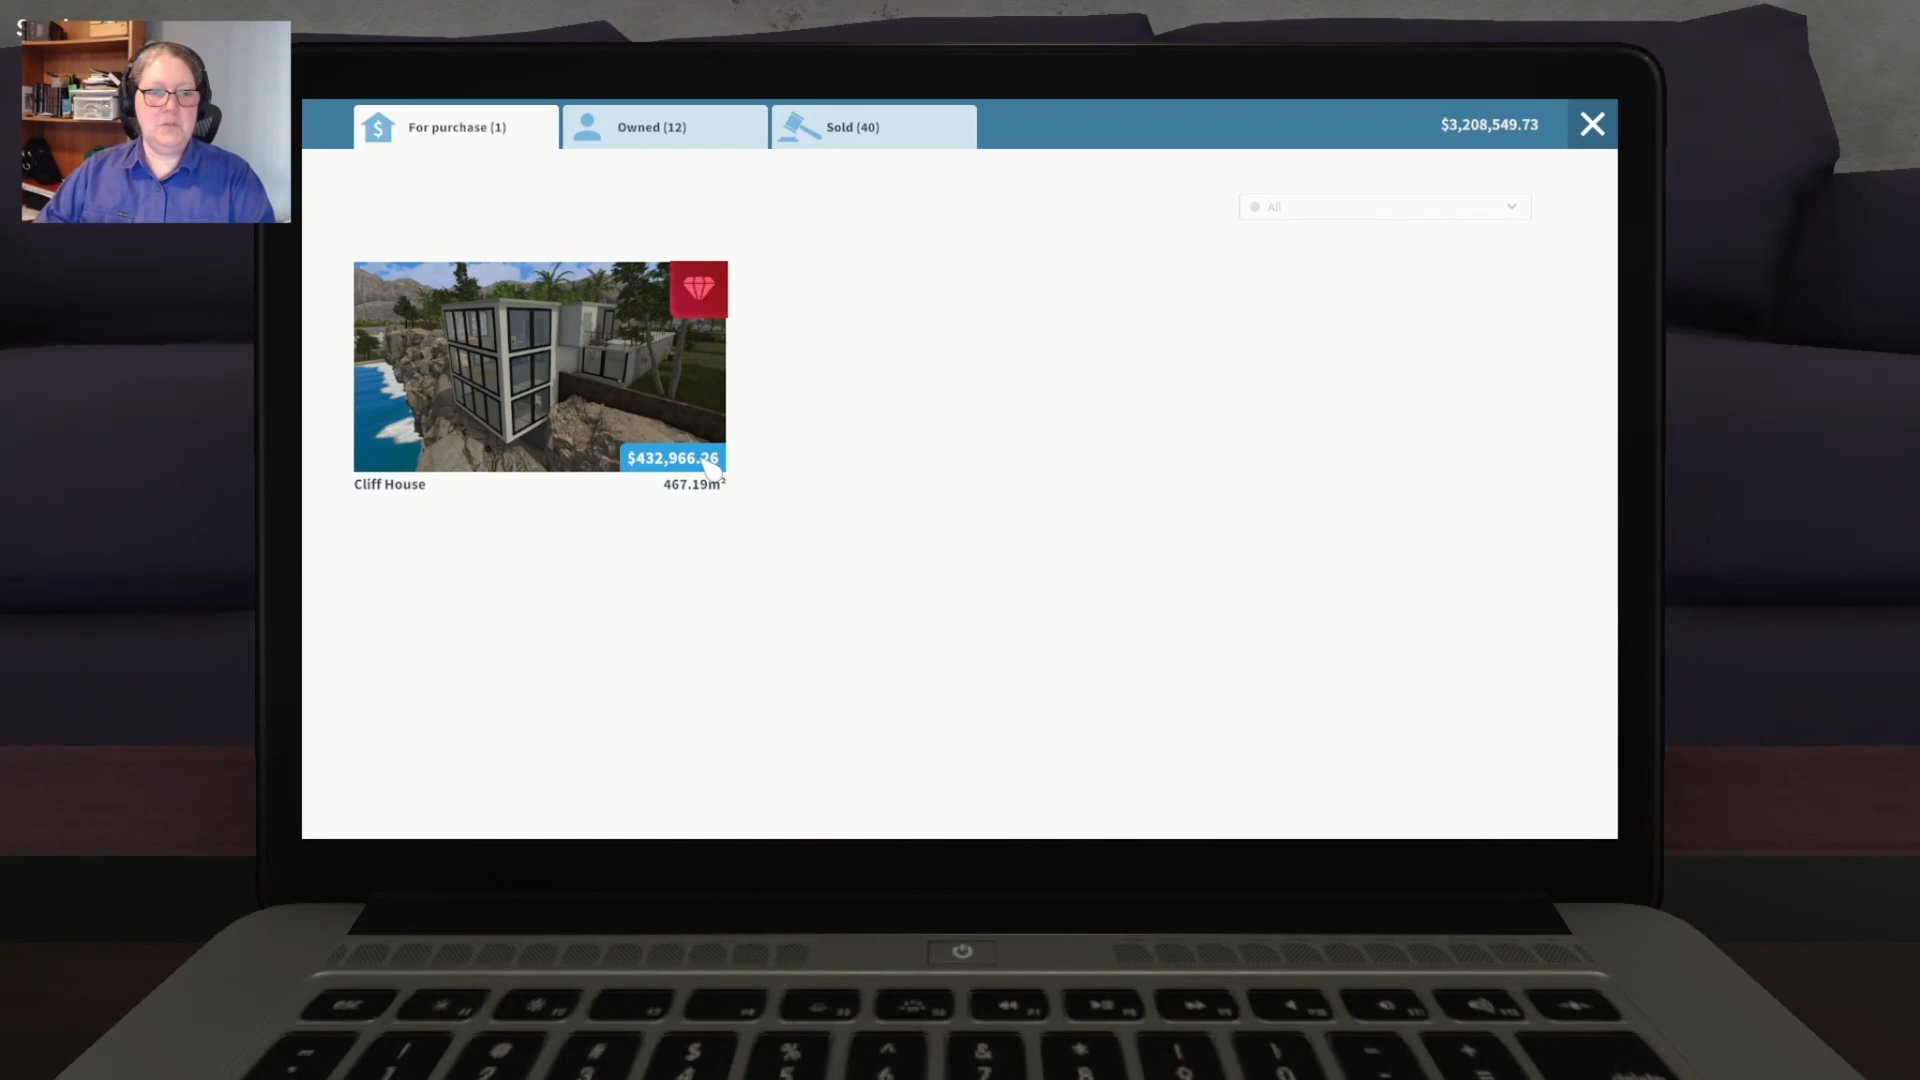 For purchase (1)
Owned (12)
Sold (40)
$3,208,549.73
All
$432,966.26
Cliff House
467.19m²
esc